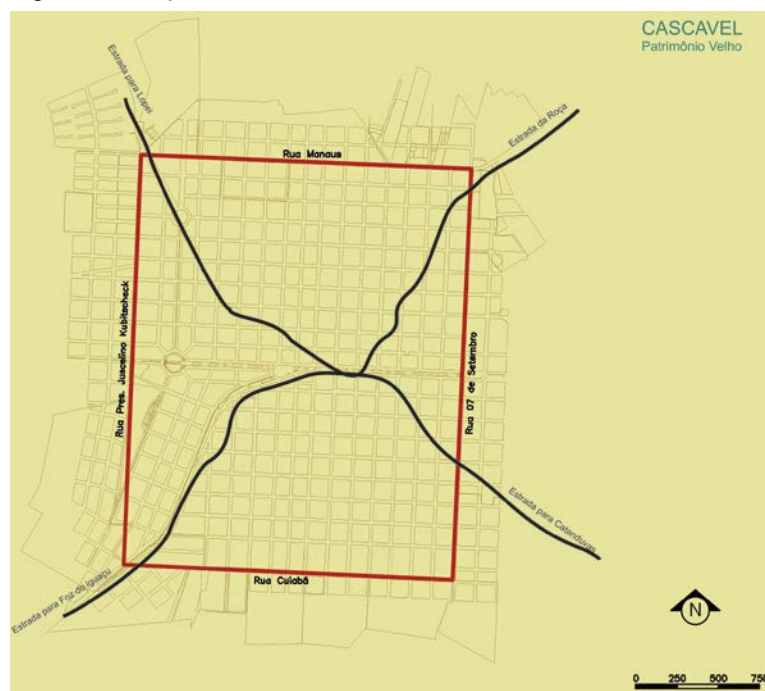 CASCAVEL
Patrimônio Velho
Estrada para Lopei
Estrada da Roça
Rua Manaus
Rua Pres. Juscelino Kubitscheck
Rua 07 de Setembro
Estrada para Catanduvas
Estrada para Foz do Iguaçu
Rua Cuiabá
N
0 250 500 750